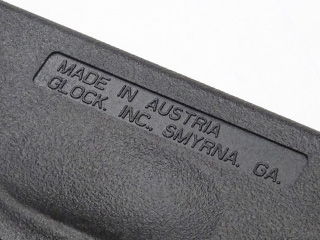 MADE IN AUSTRIA
GLOCK, INC., SMYRNA, GA.